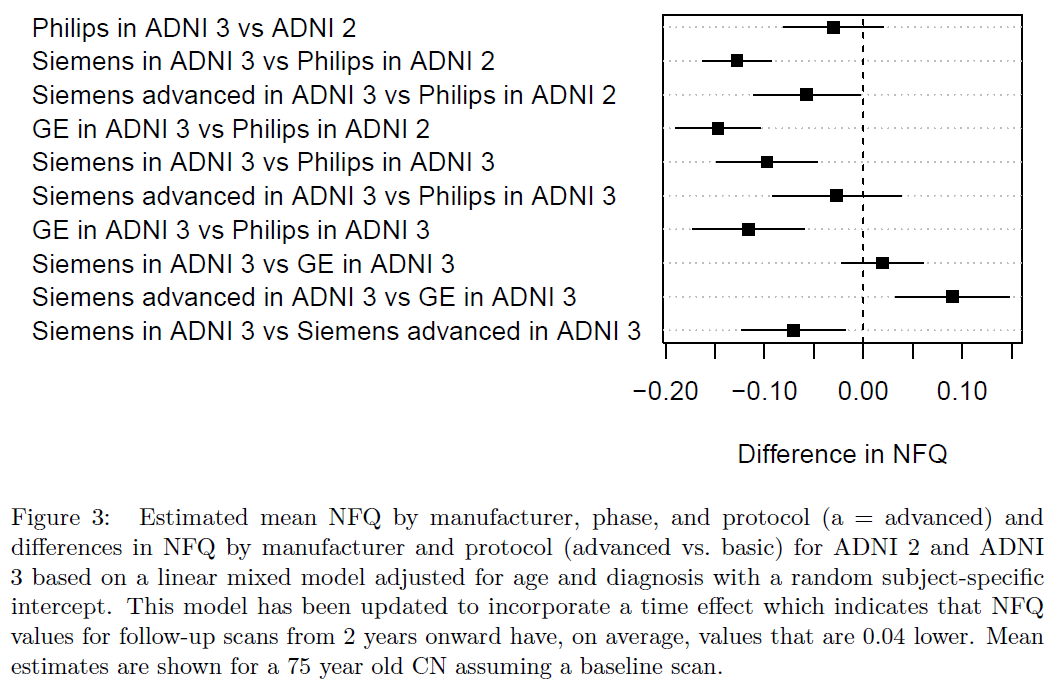 Philips in ADNI 3 vs ADNI 2
Siemens in ADNI 3 vs Philips in ADNI 2
Siemens advanced in ADNI 3 vs Philips in ADNI 2
GE in ADNI 3 vs Philips in ADNI 2
Siemens in ADNI 3 vs Philips in ADNI 3
Siemens advanced in ADNI 3 vs Philips in ADNI 3
GE in ADNI 3 vs Philips in ADNI 3
Siemens in ADNI 3 vs GE in ADNI 3
Siemens advanced in ADNI 3 vs GE in ADNI 3
Siemens in ADNI 3 vs Siemens advanced in ADNI 3
−0.20 −0.10 0.00 0.10
Difference in NFQ
Figure 3: Estimated mean NFQ by manufacturer, phase, and protocol (a = advanced) and
differences in NFQ by manufacturer and protocol (advanced vs. basic) for ADNI 2 and ADNI
3 based on a linear mixed model adjusted for age and diagnosis with a random subject-specific
intercept. This model has been updated to incorporate a time effect which indicates that NFQ
values for follow-up scans from 2 years onward have, on average, values that are 0.04 lower. Mean
estimates are shown for a 75 year old CN assuming a baseline scan.